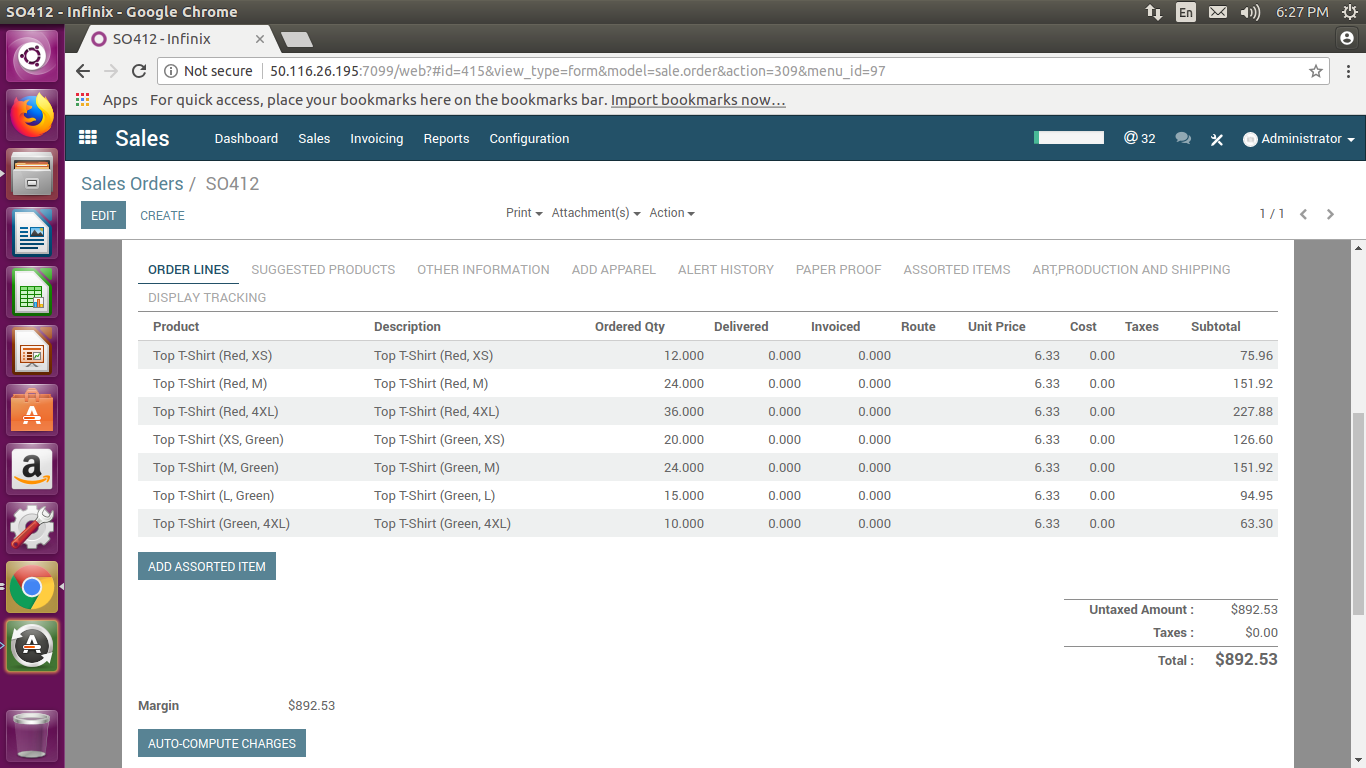 SO412 - Infinix - Google Chrome En 6:27 PM
SO412 - Infinix
Not secure 50.116.26.195:7099/web?#id=415&view_type=form&model=sale.order&action=309&menu_id=97
Apps For quick access, place your bookmarks here on the bookmarks bar. Import bookmarks now…
Sales Dashboard Sales Invoicing Reports Configuration @ 32 Administrator
Sales Orders / SO412
EDIT CREATE Print Attachment(s) Action 1 / 1
ORDER LINES SUGGESTED PRODUCTS OTHER INFORMATION ADD APPAREL ALERT HISTORY PAPER PROOF ASSORTED ITEMS ART,PRODUCTION AND SHIPPING
DISPLAY TRACKING
Product Description Ordered Qty Delivered Invoiced Route Unit Price Cost Taxes Subtotal
Top T-Shirt (Red, XS) Top T-Shirt (Red, XS) 12.000 0.000 0.000 6.33 0.00 75.96
Top T-Shirt (Red, M) Top T-Shirt (Red, M) 24.000 0.000 0.000 6.33 0.00 151.92
Top T-Shirt (Red, 4XL) Top T-Shirt (Red, 4XL) 36.000 0.000 0.000 6.33 0.00 227.88
Top T-Shirt (XS, Green) Top T-Shirt (Green, XS) 20.000 0.000 0.000 6.33 0.00 126.60
Top T-Shirt (M, Green) Top T-Shirt (Green, M) 24.000 0.000 0.000 6.33 0.00 151.92
Top T-Shirt (L, Green) Top T-Shirt (Green, L) 15.000 0.000 0.000 6.33 0.00 94.95
Top T-Shirt (Green, 4XL) Top T-Shirt (Green, 4XL) 10.000 0.000 0.000 6.33 0.00 63.30
ADD ASSORTED ITEM
Untaxed Amount : $892.53
Taxes : $0.00
Total : $892.53
Margin $892.53
AUTO-COMPUTE CHARGES